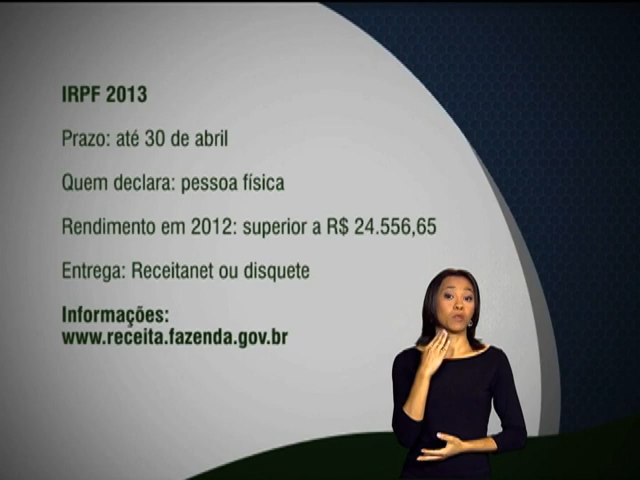 IRPF 2013
Prazo: até 30 de abril
Quem declara: pessoa física
Rendimento em 2012: superior a R$ 24.556,65
Entrega: Receitanet ou disquete
Informações:
www.receita.fazenda.gov.br